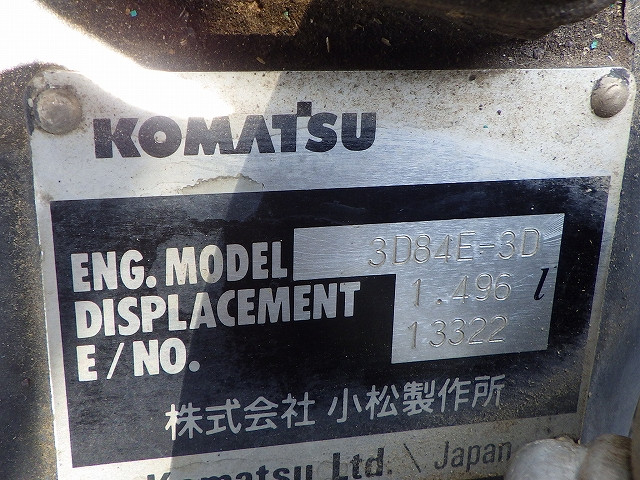 KOMATSU
ENG. MODEL 3D84E-3D
DISPLACEMENT 1.496 l
E/NO. 13322
株式会社 小松製作所
Komatsu Ltd. \ Japan